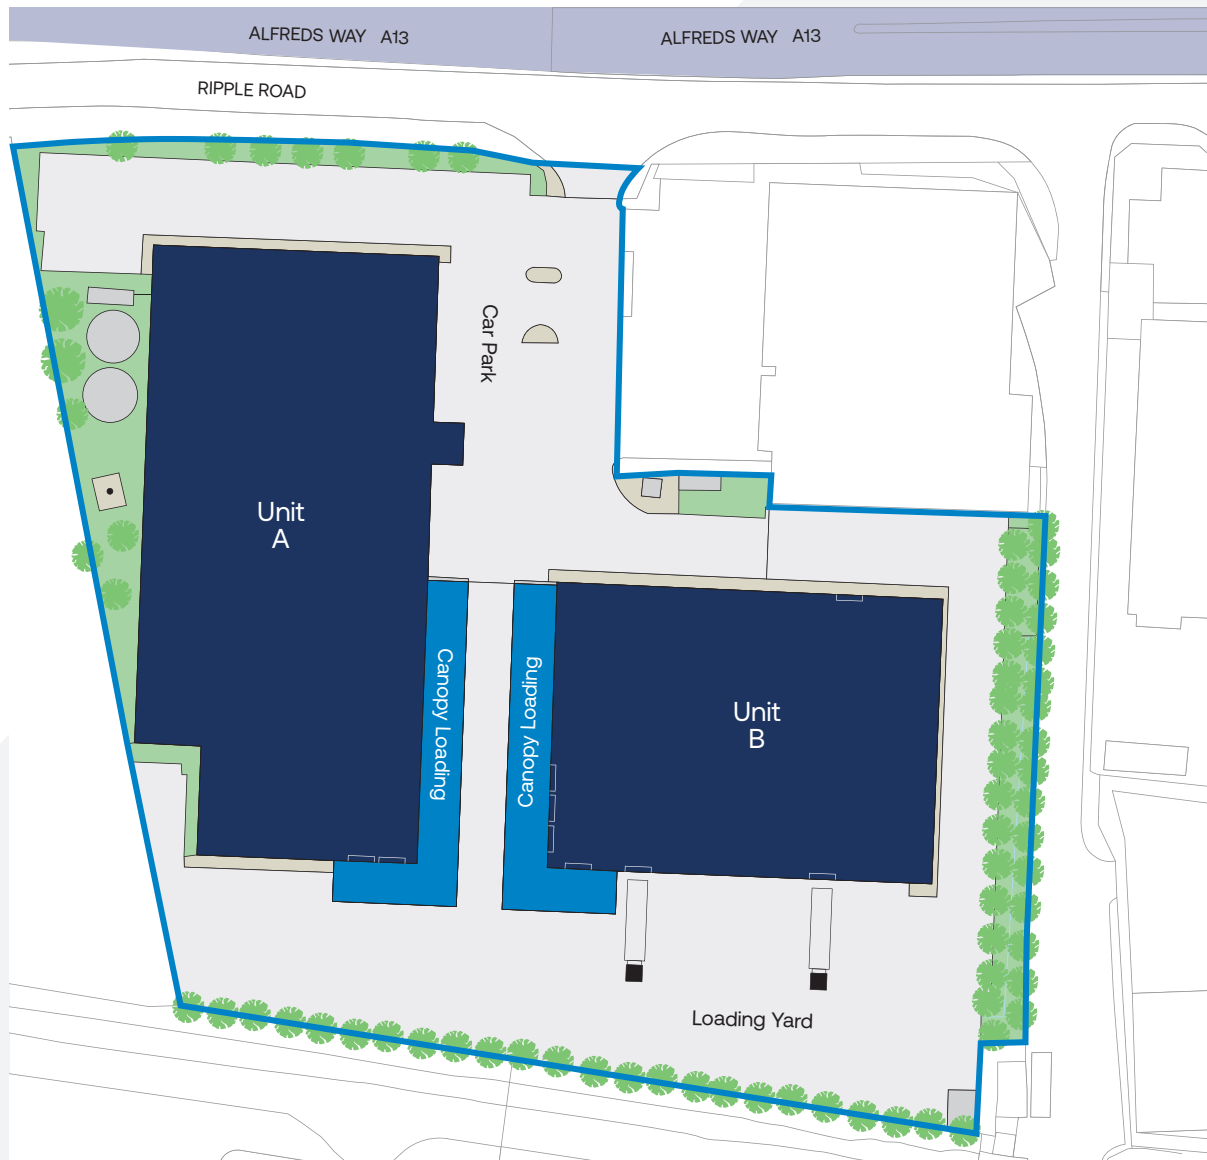 ALFREDS WAY A13
ALFREDS WAY A13
RIPPLE ROAD
Car Park
Unit
A
Canopy Loading
Canopy Loading
Unit
B
Loading Yard